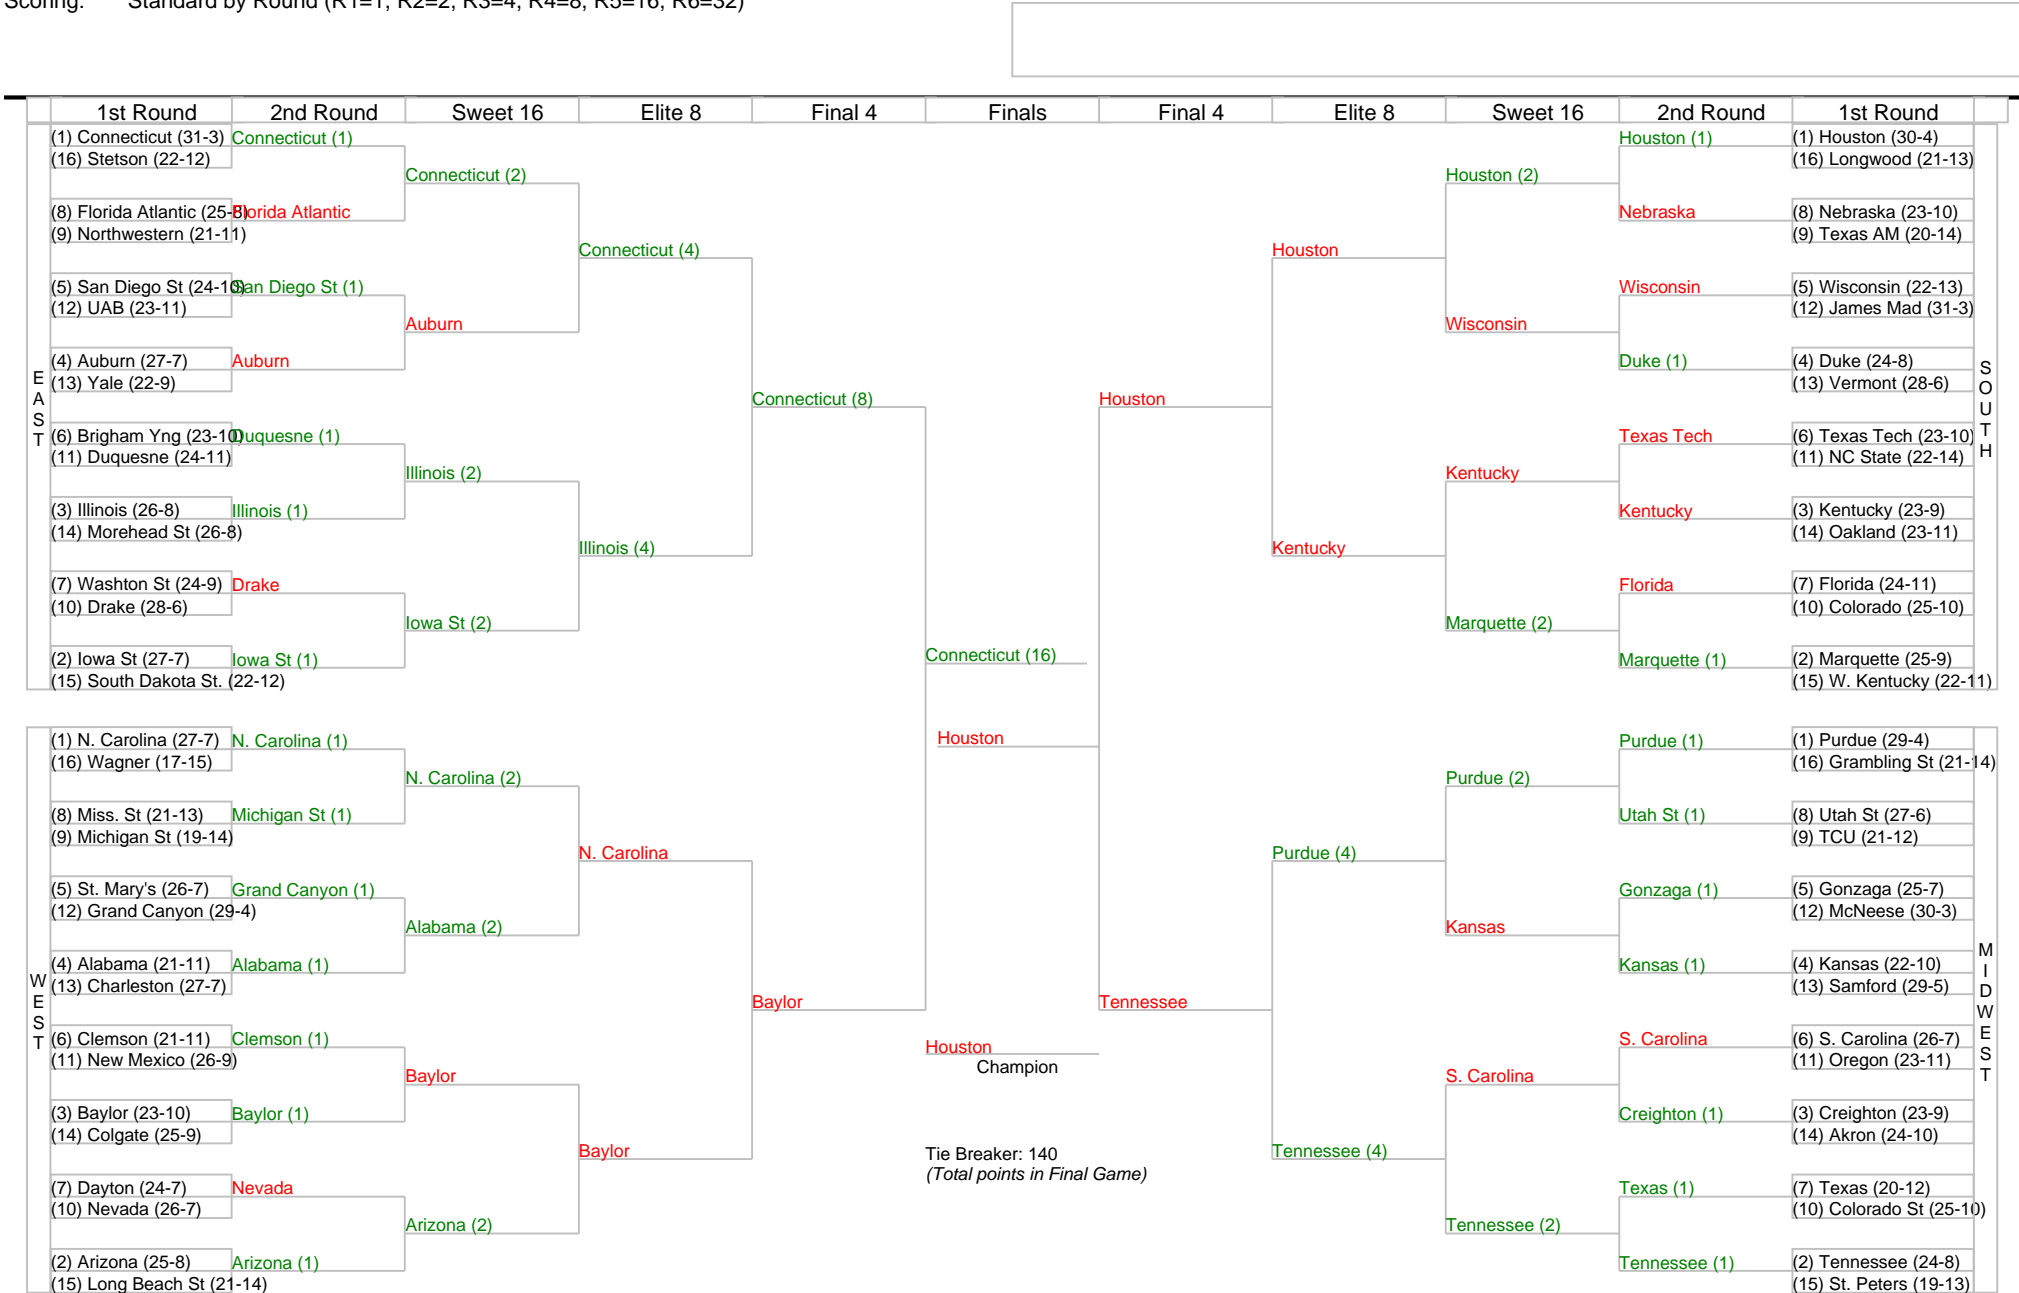 Scoring: Standard by Round (R1=1, R2=2, R3=4, R4=8, R5=16, R6=32)
1st Round 2nd Round Sweet 16 Elite 8 Final 4 Finals Final 4 Elite 8 Sweet 16 2nd Round 1st Round
EAST
(1) Connecticut (31-3)
(16) Stetson (22-12)
(8) Florida Atlantic (25-8)
(9) Northwestern (21-11)
(5) San Diego St (24-10)
(12) UAB (23-11)
(4) Auburn (27-7)
(13) Yale (22-9)
(6) Brigham Yng (23-10)
(11) Duquesne (24-11)
(3) Illinois (26-8)
(14) Morehead St (26-8)
(7) Washton St (24-9)
(10) Drake (28-6)
(2) Iowa St (27-7)
(15) South Dakota St. (22-12)
Connecticut (1)
Florida Atlantic
San Diego St (1)
Auburn
Duquesne (1)
Illinois (1)
Drake
Iowa St (1)
Connecticut (2)
Auburn
Illinois (2)
Iowa St (2)
Connecticut (4)
Illinois (4)
Connecticut (8)
WEST
(1) N. Carolina (27-7)
(16) Wagner (17-15)
(8) Miss. St (21-13)
(9) Michigan St (19-14)
(5) St. Mary's (26-7)
(12) Grand Canyon (29-4)
(4) Alabama (21-11)
(13) Charleston (27-7)
(6) Clemson (21-11)
(11) New Mexico (26-9)
(3) Baylor (23-10)
(14) Colgate (25-9)
(7) Dayton (24-7)
(10) Nevada (26-7)
(2) Arizona (25-8)
(15) Long Beach St (21-14)
N. Carolina (1)
Michigan St (1)
Grand Canyon (1)
Alabama (1)
Clemson (1)
Baylor (1)
Nevada
Arizona (1)
N. Carolina (2)
Alabama (2)
Baylor
Arizona (2)
N. Carolina
Baylor
Baylor
Connecticut (16)
Houston
Houston
Champion
Tie Breaker: 140
(Total points in Final Game)
Houston
Tennessee
Houston
Kentucky
Houston (2)
Wisconsin
Kentucky
Marquette (2)
Houston (1)
Nebraska
Wisconsin
Duke (1)
Texas Tech
Kentucky
Florida
Marquette (1)
(1) Houston (30-4)
(16) Longwood (21-13)
(8) Nebraska (23-10)
(9) Texas AM (20-14)
(5) Wisconsin (22-13)
(12) James Mad (31-3)
(4) Duke (24-8)
(13) Vermont (28-6)
(6) Texas Tech (23-10)
(11) NC State (22-14)
(3) Kentucky (23-9)
(14) Oakland (23-11)
(7) Florida (24-11)
(10) Colorado (25-10)
(2) Marquette (25-9)
(15) W. Kentucky (22-11)
SOUTH
Purdue (4)
Tennessee (4)
Purdue (2)
Kansas
S. Carolina
Tennessee (2)
Purdue (1)
Utah St (1)
Gonzaga (1)
Kansas (1)
S. Carolina
Creighton (1)
Texas (1)
Tennessee (1)
(1) Purdue (29-4)
(16) Grambling St (21-14)
(8) Utah St (27-6)
(9) TCU (21-12)
(5) Gonzaga (25-7)
(12) McNeese (30-3)
(4) Kansas (22-10)
(13) Samford (29-5)
(6) S. Carolina (26-7)
(11) Oregon (23-11)
(3) Creighton (23-9)
(14) Akron (24-10)
(7) Texas (20-12)
(10) Colorado St (25-10)
(2) Tennessee (24-8)
(15) St. Peters (19-13)
MIDWEST